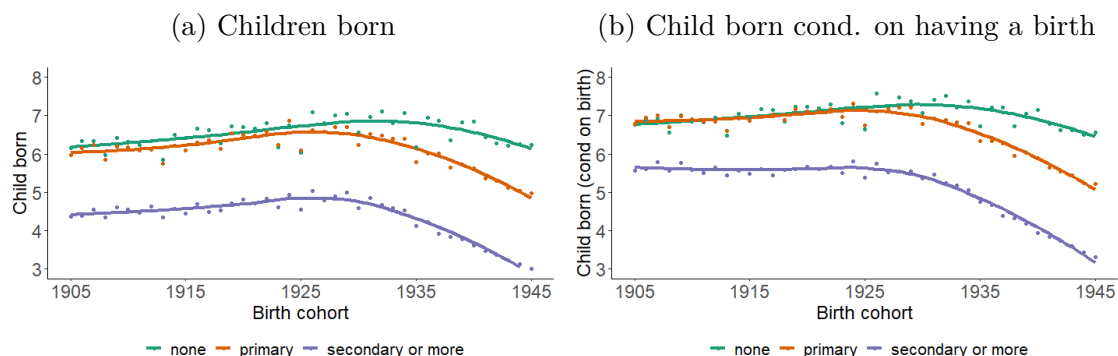 (a) Children born
Child born
8
7
6
5
4
3
1905 1915 1925 1935 1945
Birth cohort
none primary secondary or more
(b) Child born cond. on having a birth
Child born (cond on birth)
8
7
6
5
4
3
1905 1915 1925 1935 1945
Birth cohort
none primary secondary or more